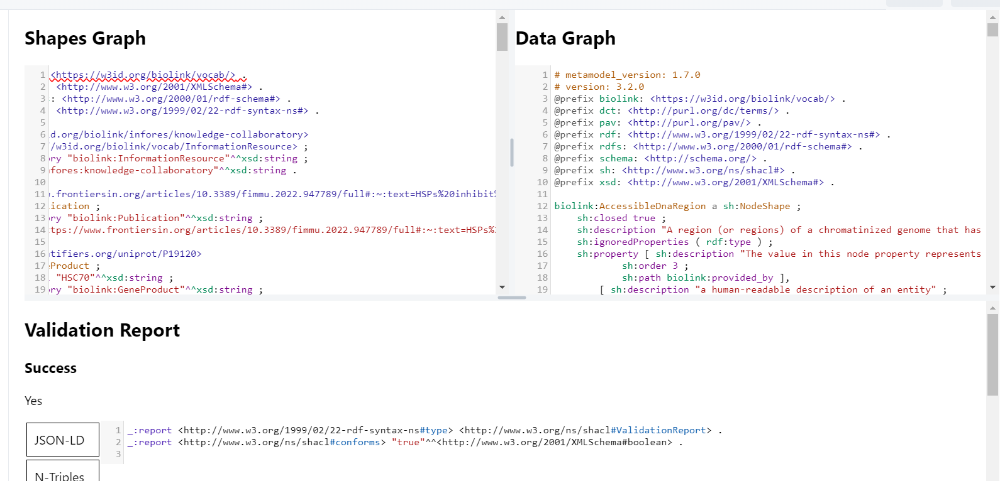 Shapes Graph
1 <https://w3id.org/biolink/vocab/> .
2 <http://www.w3.org/2001/XMLSchema#> .
3 : <http://www.w3.org/2000/01/rdf-schema#> .
4 <http://www.w3.org/1999/02/22-rdf-syntax-ns#> .
5
6 d.org/biolink/infores/knowledge-collaboratory>
7 /w3id.org/biolink/vocab/InformationResource> ;
8 ry "biolink:InformationResource"^^xsd:string ;
9 fores:knowledge-collaboratory"^^xsd:string .
10
11 .frontiersin.org/articles/10.3389/fimmu.2022.947789/full#:~:text=HSPs%20inhibit%
12 ication ;
13 ry "biolink:Publication"^^xsd:string ;
14 tps://www.frontiersin.org/articles/10.3389/fimmu.2022.947789/full#:~:text=HSPs%
15
16 tifiers.org/uniprot/P19120>
17 Product ;
18 "HSC70"^^xsd:string ;
19 ry "biolink:GeneProduct"^^xsd:string ;
Data Graph
1 # metamodel_version: 1.7.0
2 # version: 3.2.0
3 @prefix biolink: <https://w3id.org/biolink/vocab/> .
4 @prefix dct: <http://purl.org/dc/terms/> .
5 @prefix pav: <http://purl.org/pav/> .
6 @prefix rdf: <http://www.w3.org/1999/02/22-rdf-syntax-ns#> .
7 @prefix rdfs: <http://www.w3.org/2000/01/rdf-schema#> .
8 @prefix schema: <http://schema.org/> .
9 @prefix sh: <http://www.w3.org/ns/shacl#> .
10 @prefix xsd: <http://www.w3.org/2001/XMLSchema#> .
11
12 biolink:AccessibleDnaRegion a sh:NodeShape ;
13 sh:closed true ;
14 sh:description "A region (or regions) of a chromatinized genome that has
15 sh:ignoredProperties ( rdf:type ) ;
16 sh:property [ sh:description "The value in this node property represents
17 sh:order 3 ;
18 sh:path biolink:provided_by ],
19 [ sh:description "a human-readable description of an entity" ;
Validation Report
Success
Yes
JSON-LD
N-Triples
1 _:report <http://www.w3.org/1999/02/22-rdf-syntax-ns#type> <http://www.w3.org/ns/shacl#ValidationReport> .
2 _:report <http://www.w3.org/ns/shacl#conforms> "true"^^<http://www.w3.org/2001/XMLSchema#boolean> .
3